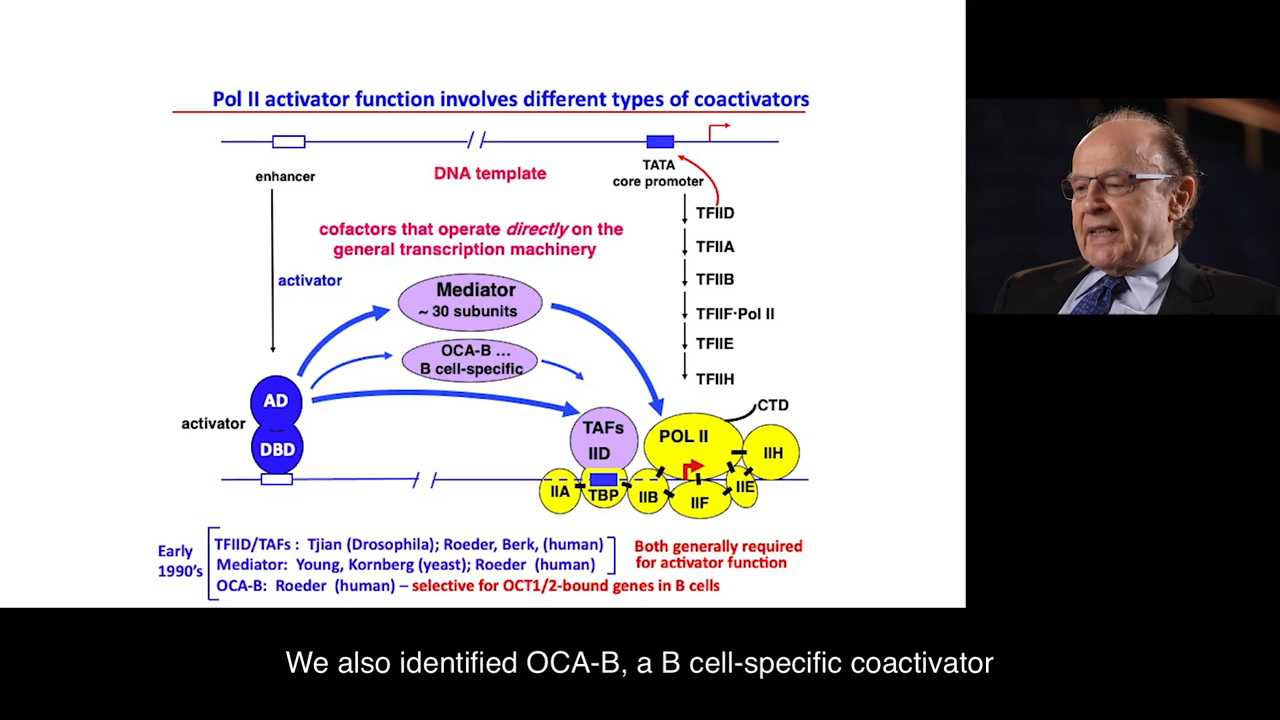 Pol II activator function involves different types of coactivators
enhancer
DNA template
TATA
core promoter
TFIID
TFIIA
TFIIB
TFIIF·Pol II
TFIIE
TFIIH
cofactors that operate directly on the
general transcription machinery
activator
Mediator
~ 30 subunits
OCA-B ...
B cell-specific
AD
activator
DBD
CTD
TAFs
IID
POL II
IIH
IIA
TBP
IIB
IIF
IIE
Early
1990's
TFIID/TAFs : Tjian (Drosophila); Roeder, Berk, (human)
Mediator: Young, Kornberg (yeast); Roeder (human)
Both generally required
for activator function
OCA-B: Roeder (human) – selective for OCT1/2-bound genes in B cells
We also identified OCA-B, a B cell-specific coactivator